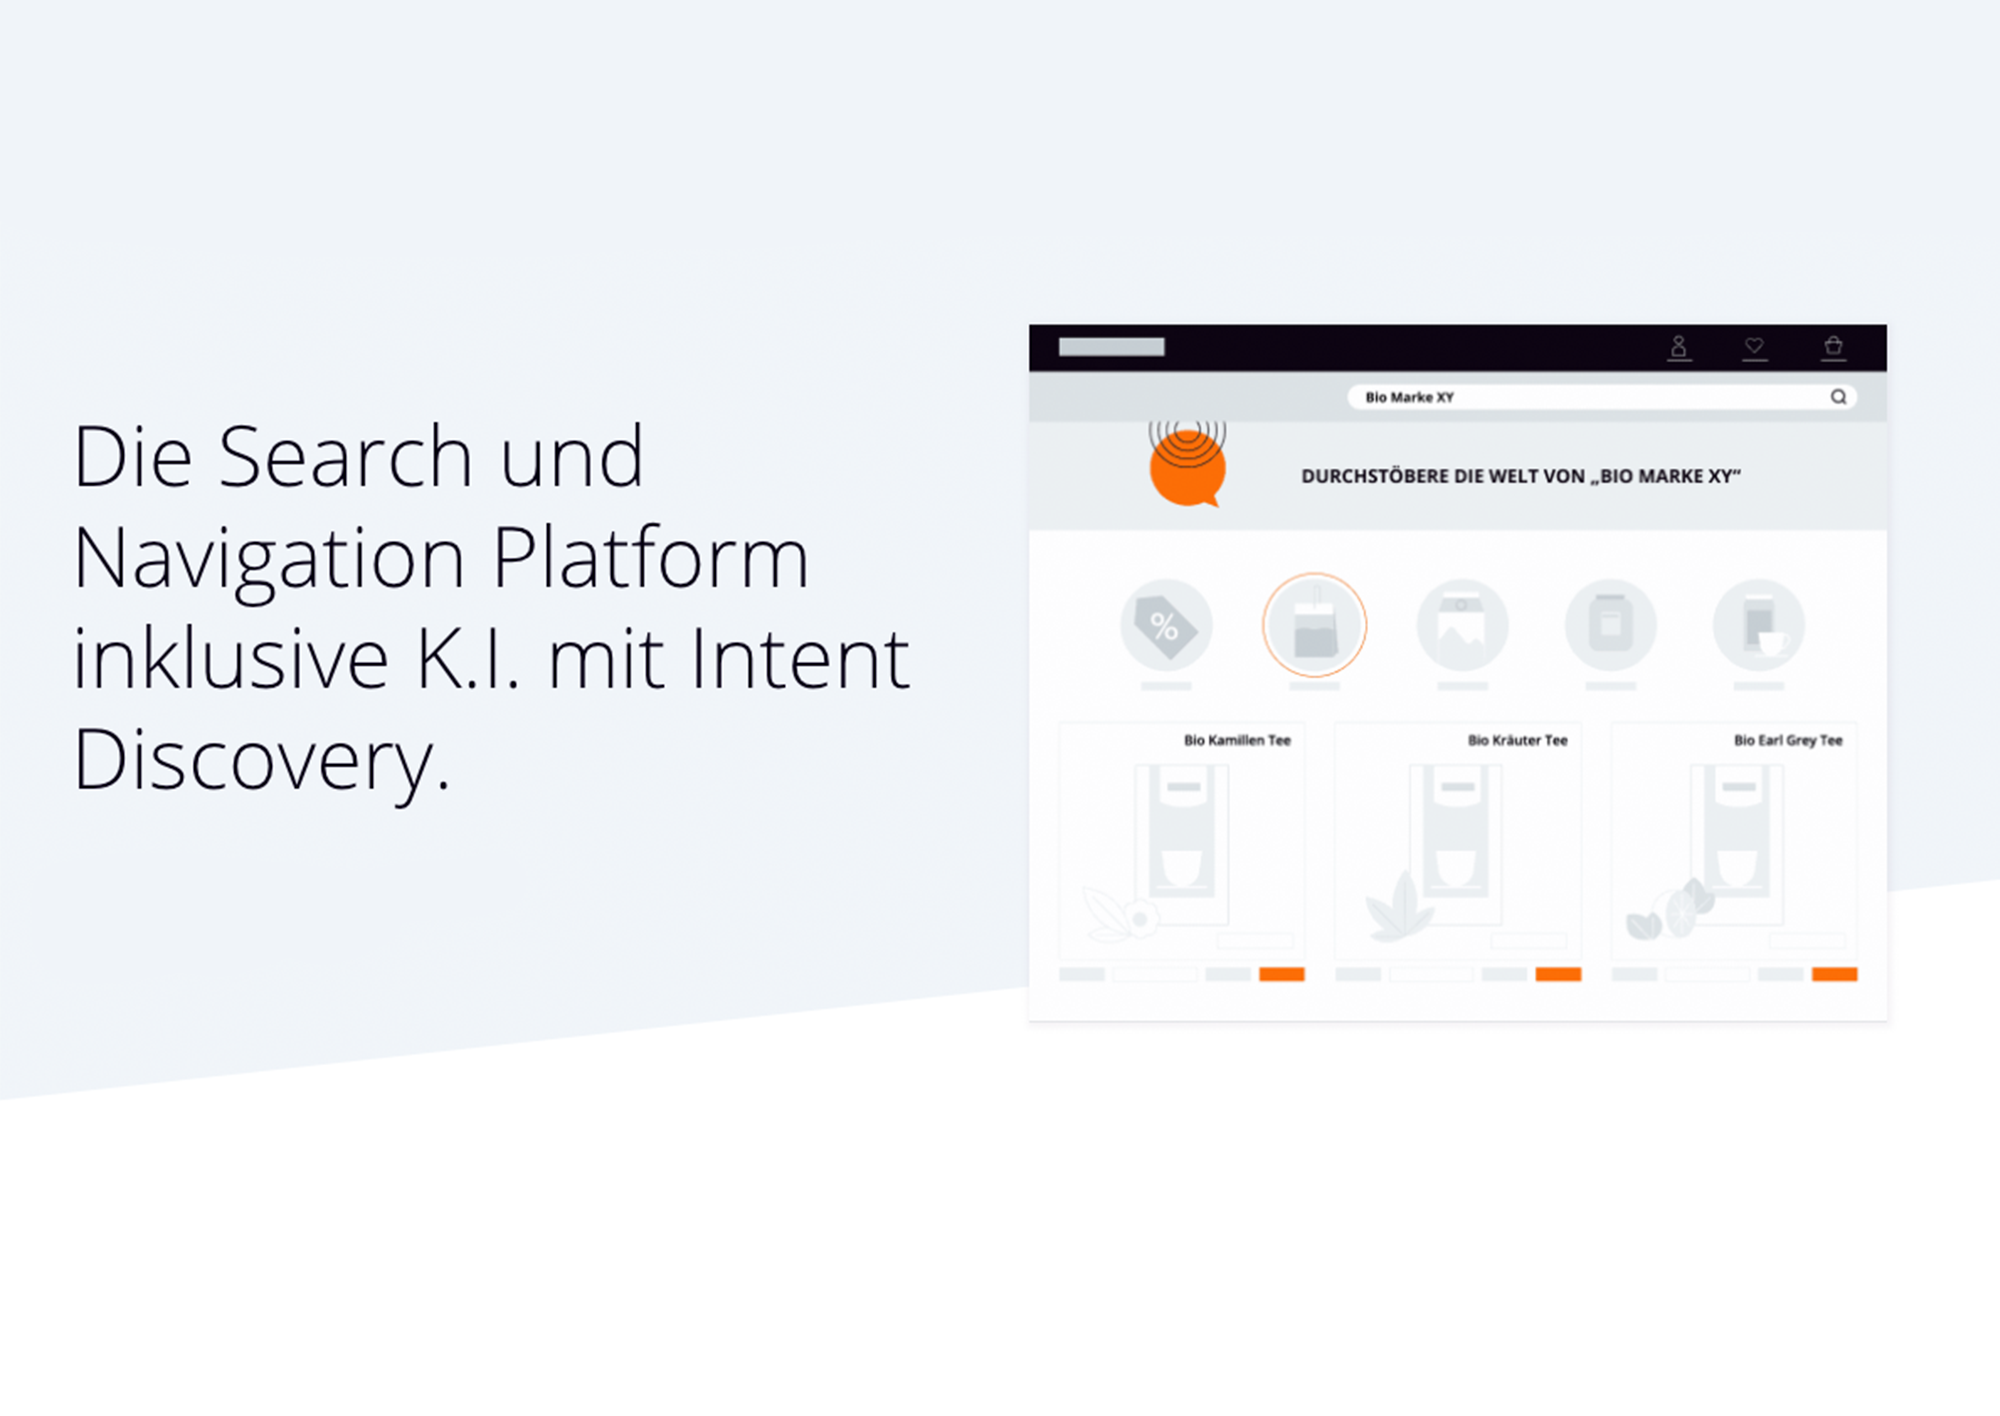 Die Search und
Navigation Platform
inklusive K.I. mit Intent
Discovery.
Bio Marke XY
DURCHSTÖBERE DIE WELT VON „BIO MARKE XY“
%
Bio Kamillen Tee
Bio Kräuter Tee
Bio Earl Grey Tee